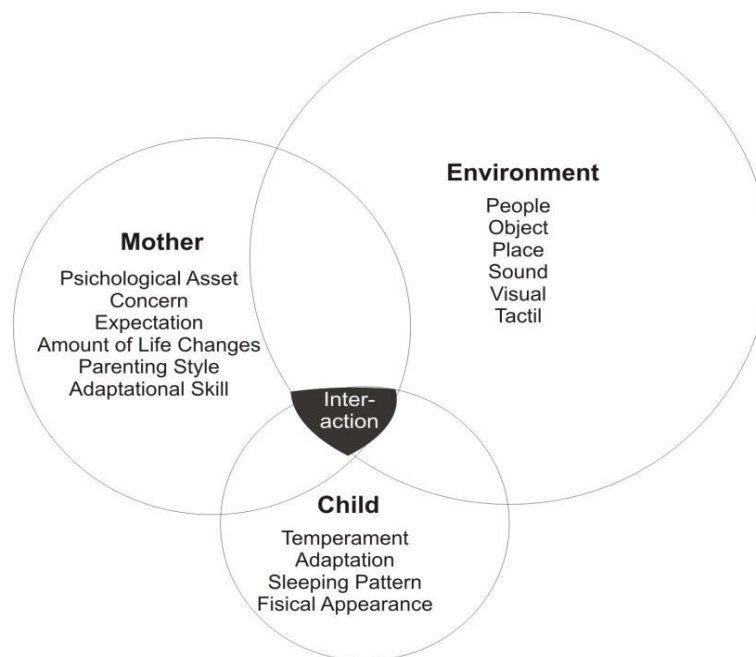 Environment
People
Object
Place
Sound
Visual
Tactil
Mother
Psichological Asset
Concern
Expectation
Amount of Life Changes
Parenting Style
Adaptational Skill
Inter-
action
Child
Temperament
Adaptation
Sleeping Pattern
Fisical Appearance